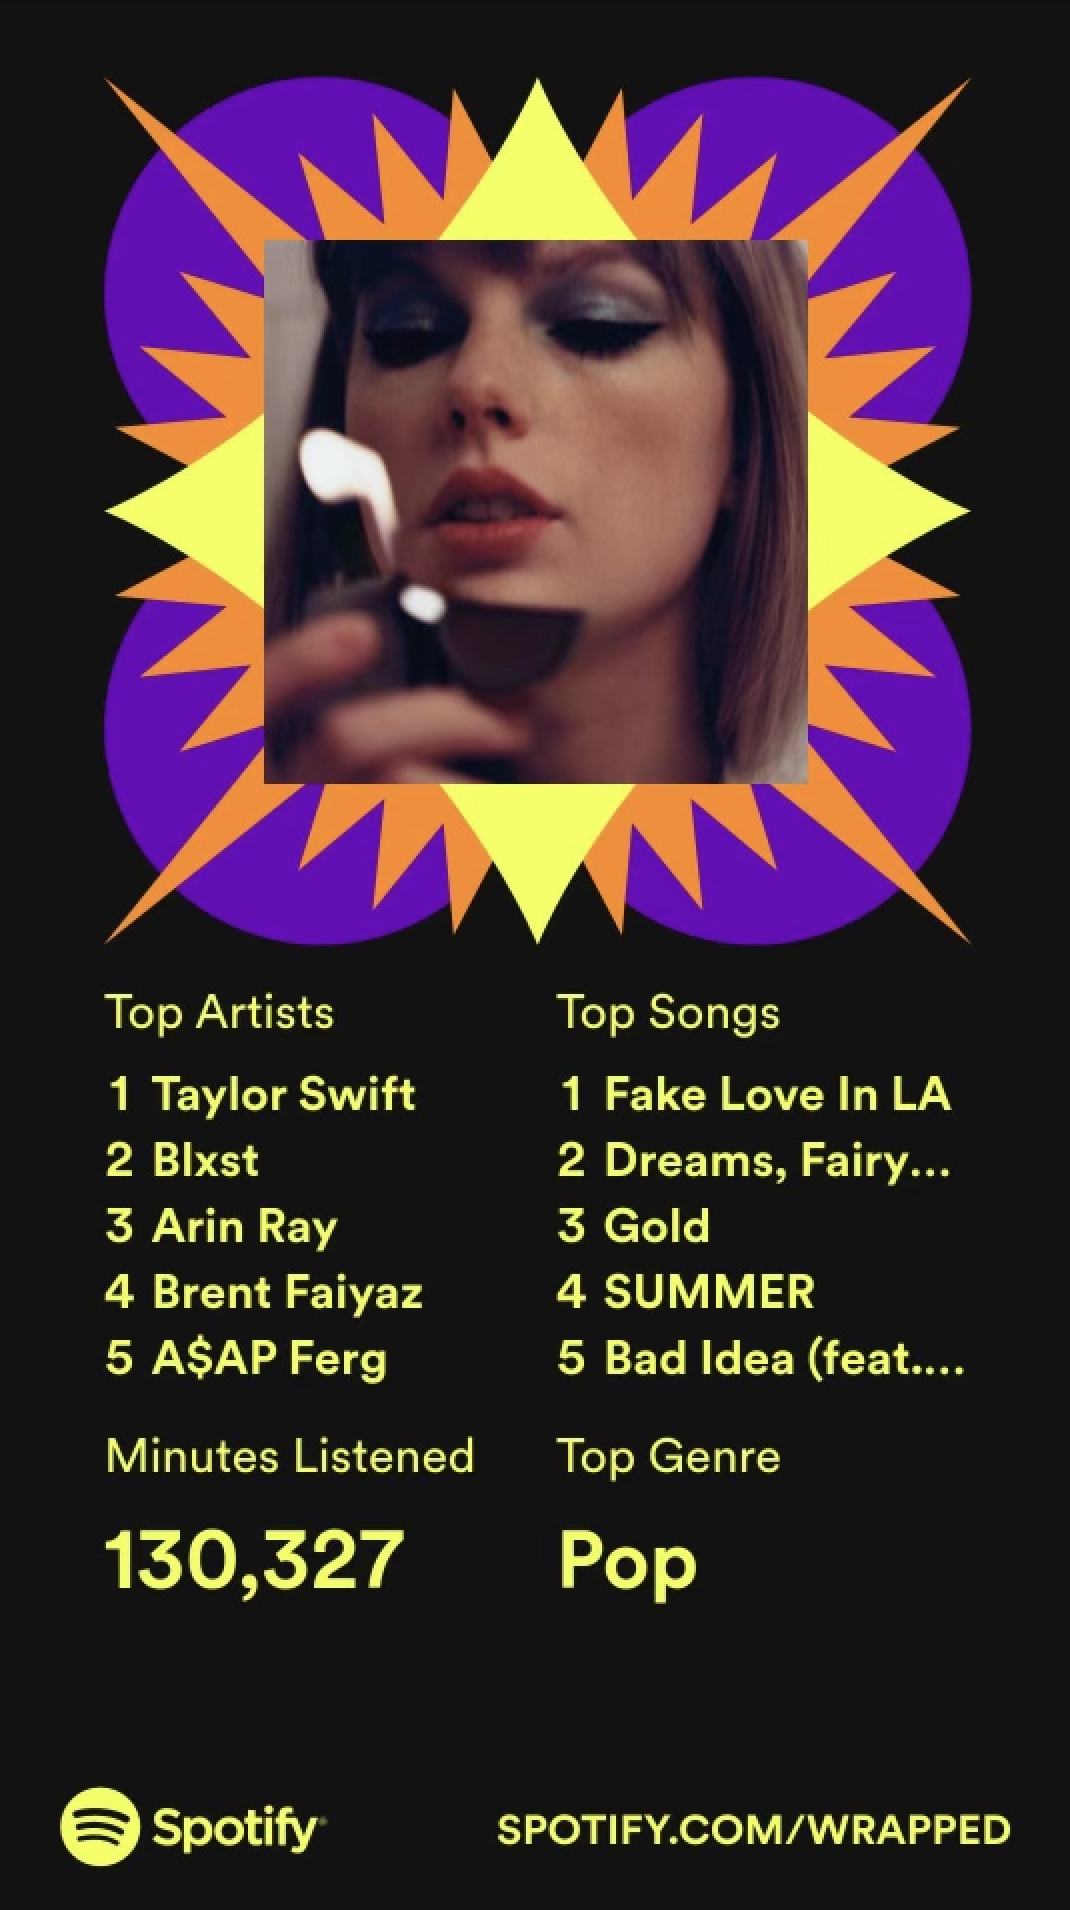 Top Artists
1 Taylor Swift
2 Blxst
3 Arin Ray
4 Brent Faiyaz
5 A$AP Ferg
Top Songs
1 Fake Love In LA
2 Dreams, Fairy...
3 Gold
4 SUMMER
5 Bad Idea (feat....
Minutes Listened
130,327
Top Genre
Pop
Spotify
SPOTIFY.COM/WRAPPED